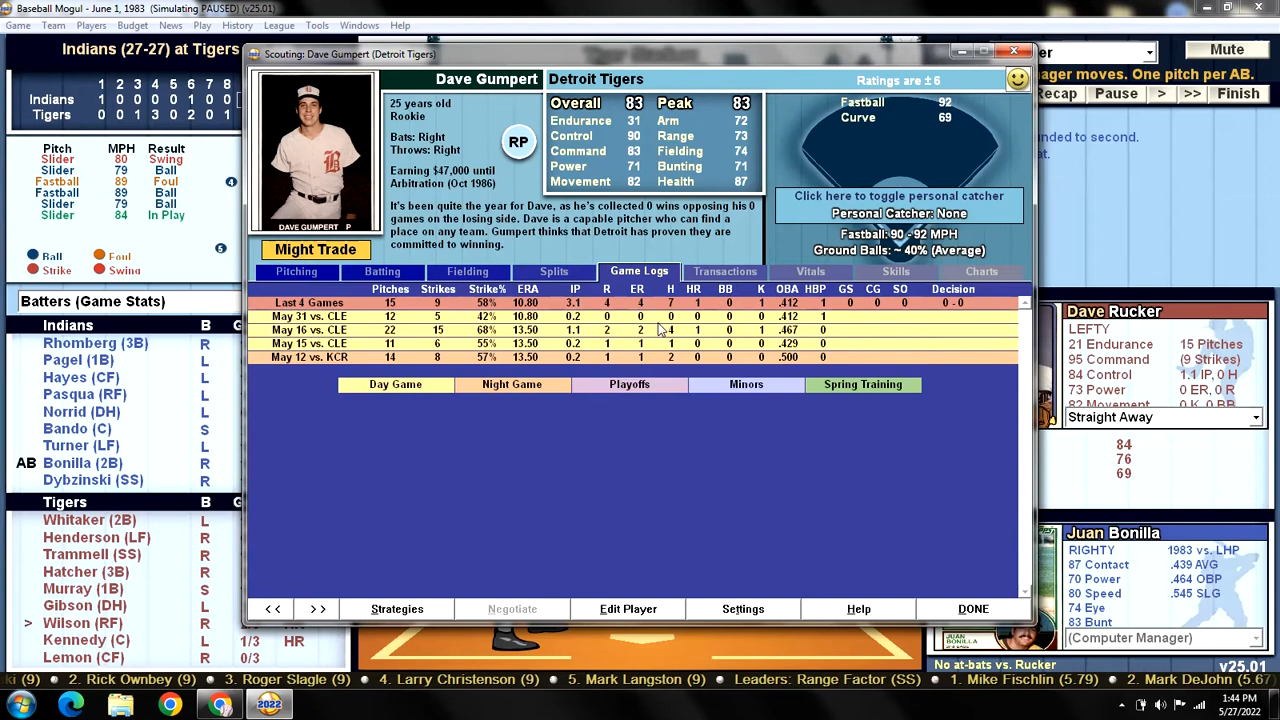 Baseball Mogul - June 1, 1983 (Simulating PAUSED) (v25.01)
Game Team Players Budget News Play History League Tools Windows Help
Indians (27-27) at Tigers
1 2 3 4 5 6 7 8
Indians 1 0 0 0 0 1 0
Tigers 0 0 1 3 0 2 0
Pitch MPH Result
Slider 80 Swing
Slider 79 Ball
Fastball 89 Foul
Slider 79 Ball
Slider 79 Ball
Slider 84 In Play
4
5
Ball Foul
Strike Swing
Batters (Game Stats)
Indians B
Rhomberg (3B) R
Pagel (1B) L
Hayes (CF) L
Pasqua (RF) L
Norrid (DH) L
Bando (C) S
Turner (LF) L
AB Bonilla (2B) R
Dybzinski (SS) R
Tigers B
Whitaker (2B) L
Henderson (LF) R
Trammell (SS) R
Hatcher (3B) R
Murray (1B) S
Gibson (DH) L
> Wilson (RF) R
Kennedy (C) L 1/3 HR
Lemon (CF) R 0/3
Scouting: Dave Gumpert (Detroit Tigers)
B
DAVE GUMPERT P
Might Trade
Dave Gumpert
25 years old
Rookie
Bats: Right
Throws: Right
RP
Earning $47,000 until
Arbitration (Oct 1986)
It's been quite the year for Dave, as he's collected 0 wins opposing his 0
games on the losing side. Dave is a capable pitcher who can find a
place on any team. Gumpert thinks that Detroit has proven they are
committed to winning.
Detroit Tigers
Ratings are ± 6
Overall 83 Peak 83
Endurance 31 Arm 72
Control 90 Range 73
Command 83 Fielding 74
Power 71 Bunting 71
Movement 82 Health 87
Fastball 92
Curve 69
Click here to toggle personal catcher
Personal Catcher: None
Fastball: 90 - 92 MPH
Ground Balls: ~ 40% (Average)
Pitching Batting Fielding Splits Game Logs Transactions Vitals Skills Charts
Pitches Strikes Strike% ERA IP R ER H HR BB K OBA HBP GS CG SO Decision
Last 4 Games 15 9 58% 10.80 3.1 4 4 7 1 0 1 .412 1 0 0 0 0 - 0
May 31 vs. CLE 12 5 42% 10.80 0.2 0 0 0 0 0 0 .412 1
May 16 vs. CLE 22 15 68% 13.50 1.1 2 2 4 1 0 1 .467 0
May 15 vs. CLE 11 6 55% 13.50 0.2 1 1 1 0 0 0 .429 0
May 12 vs. KCR 14 8 57% 13.50 0.2 1 1 2 0 0 0 .500 0
Day Game Night Game Playoffs Minors Spring Training
<< >> Strategies Negotiate Edit Player Settings Help DONE
Mute
nager moves. One pitch per AB.
Recap Pause > >> Finish
unded to second.
at.
Dave Rucker
LEFTY
21 Endurance 15 Pitches
95 Command (9 Strikes)
84 Control 1.1 IP, 0 H
73 Power 0 ER, 0 R
82 Movement 0 K, 0 BB
Straight Away
84
76
69
Juan Bonilla
RIGHTY 1983 vs. LHP
87 Contact .439 AVG
70 Power .464 OBP
80 Speed .545 SLG
74 Eye
83 Bunt
(Computer Manager)
JUAN BONILLA
No at-bats vs. Rucker v25.01
ki (9) • 2. Rick Ownbey (9) • 3. Roger Slagle (9) • 4. Larry Christenson (9) • 5. Mark Langston (9) • Leaders: Range Factor (SS) • 1. Mike Fischlin (5.79) • 2. Mark DeJohn (5.67)
2022
1:44 PM
5/27/2022